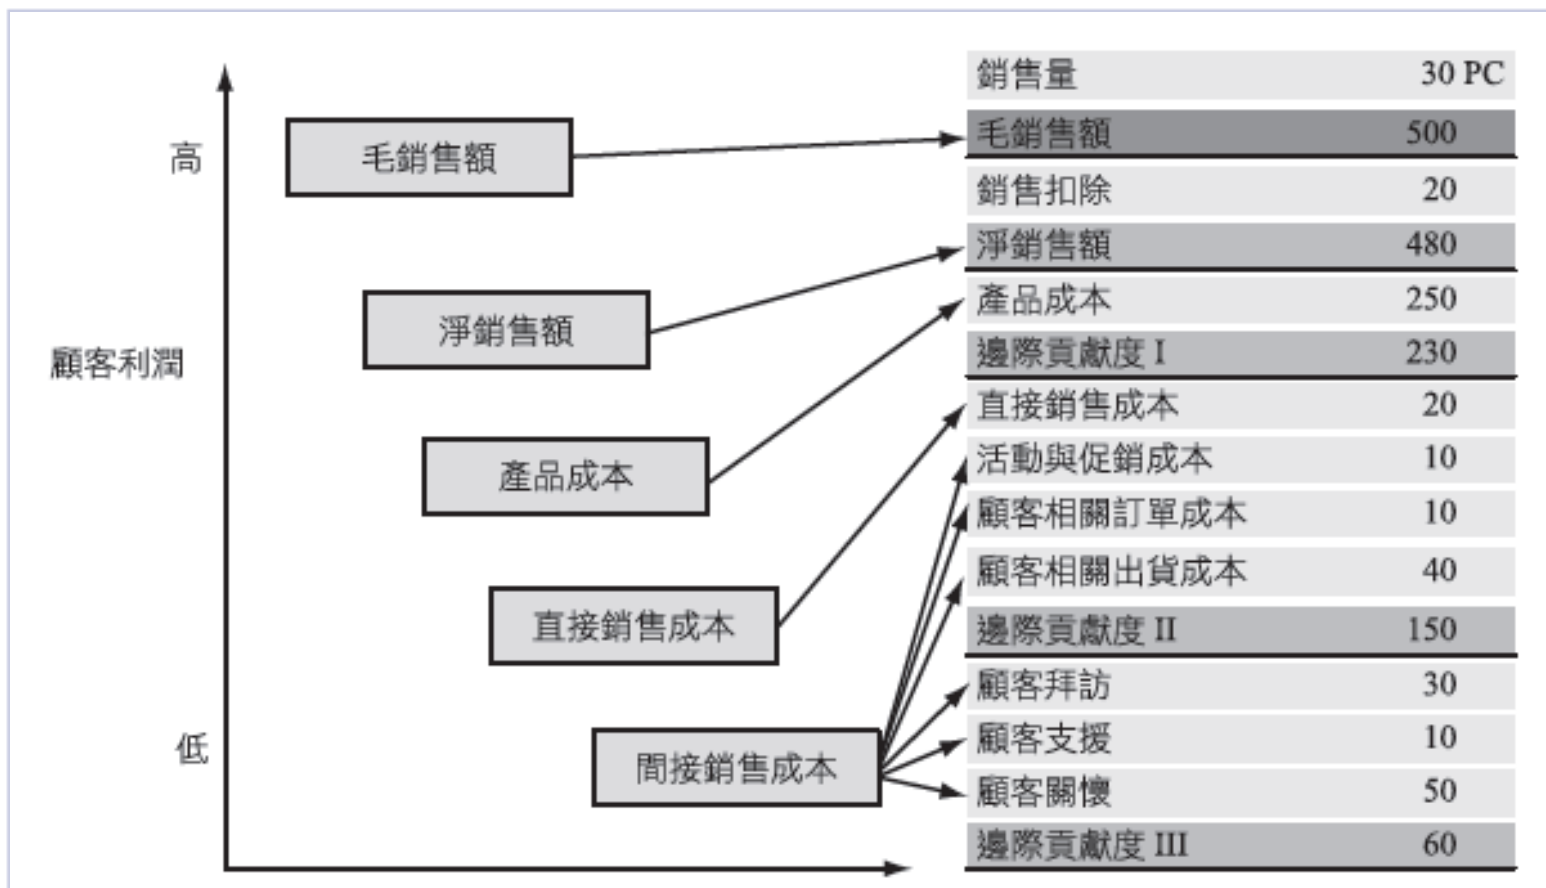 高
顧客利潤
低
毛銷售額
淨銷售額
產品成本
直接銷售成本
間接銷售成本
銷售量 30 PC
毛銷售額 500
銷售扣除 20
淨銷售額 480
產品成本 250
邊際貢獻度 I 230
直接銷售成本 20
活動與促銷成本 10
顧客相關訂單成本 10
顧客相關出貨成本 40
邊際貢獻度 II 150
顧客拜訪 30
顧客支援 10
顧客關懷 50
邊際貢獻度 III 60